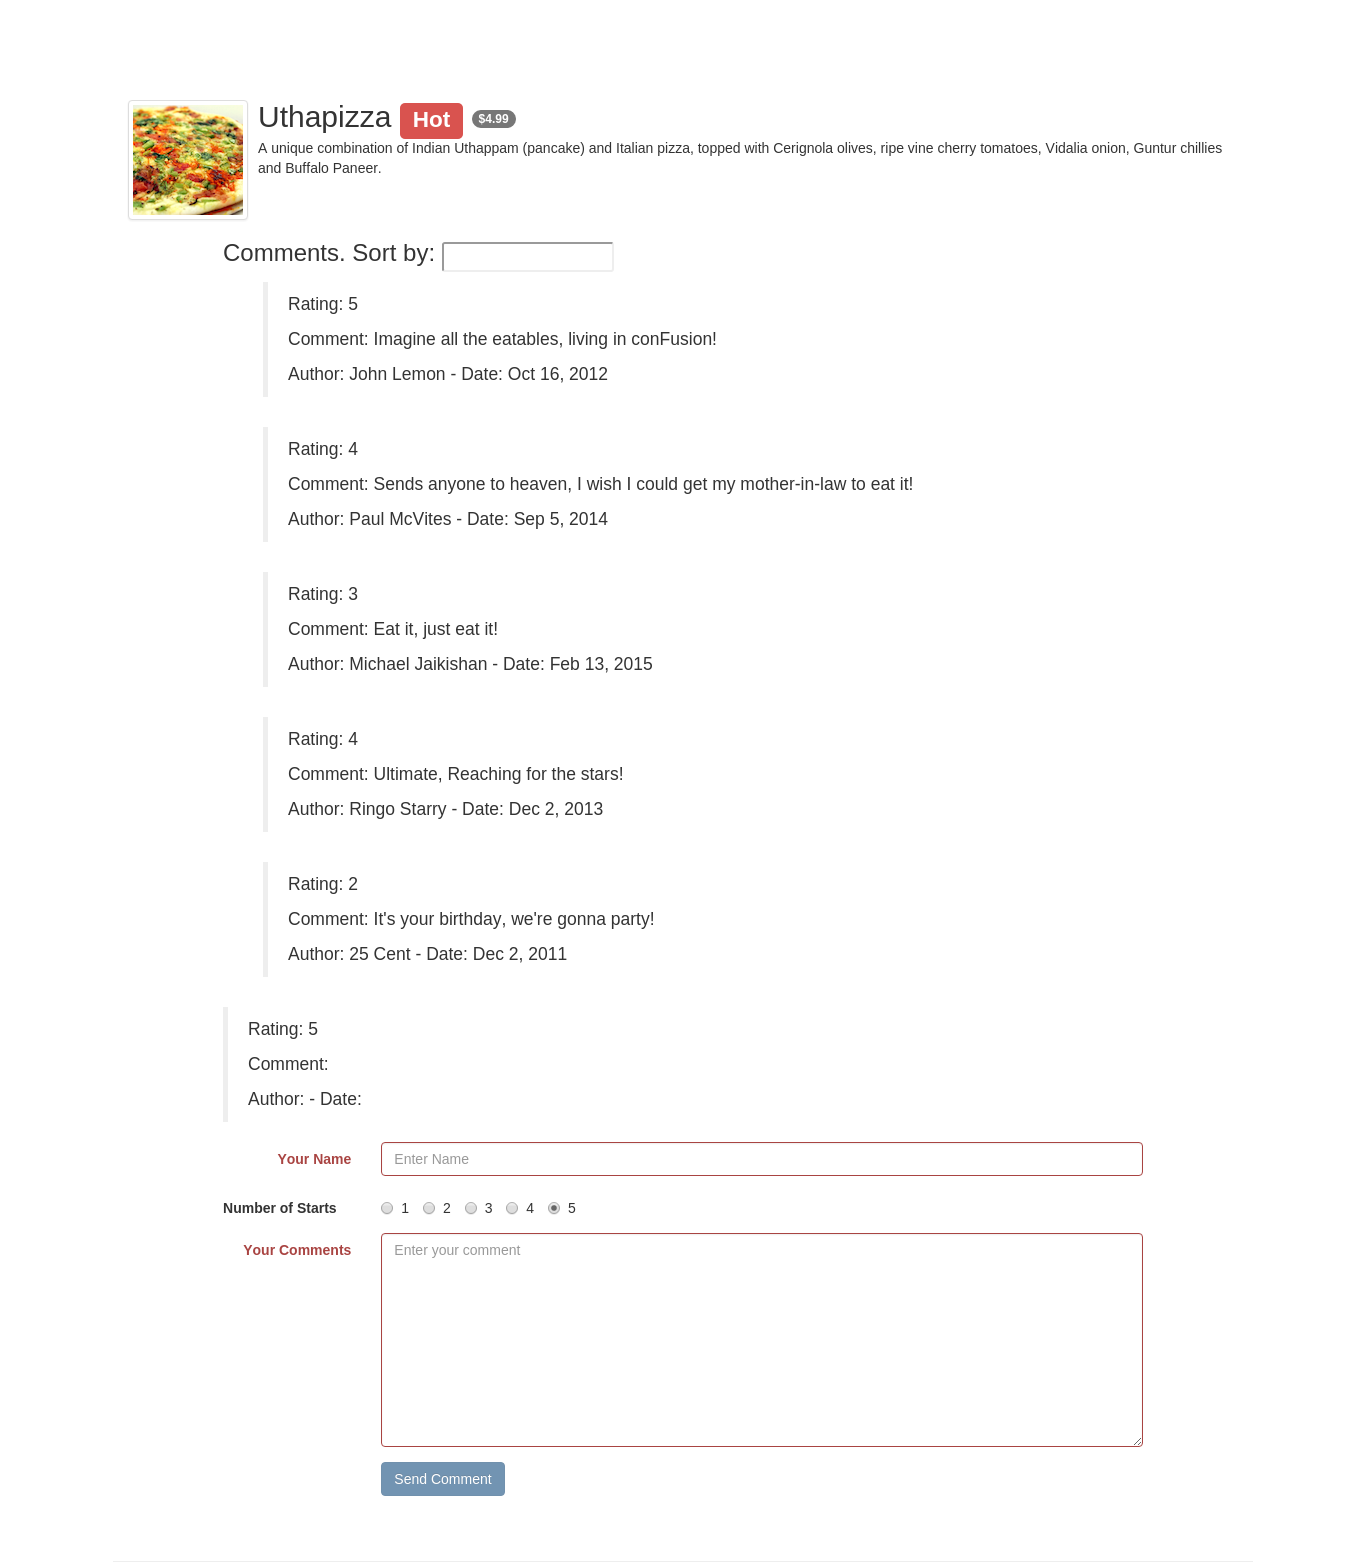 Uthapizza Hot $4.99
A unique combination of Indian Uthappam (pancake) and Italian pizza, topped with Cerignola olives, ripe vine cherry tomatoes, Vidalia onion, Guntur chillies
and Buffalo Paneer.
Comments. Sort by:
Rating: 5
Comment: Imagine all the eatables, living in conFusion!
Author: John Lemon - Date: Oct 16, 2012
Rating: 4
Comment: Sends anyone to heaven, I wish I could get my mother-in-law to eat it!
Author: Paul McVites - Date: Sep 5, 2014
Rating: 3
Comment: Eat it, just eat it!
Author: Michael Jaikishan - Date: Feb 13, 2015
Rating: 4
Comment: Ultimate, Reaching for the stars!
Author: Ringo Starry - Date: Dec 2, 2013
Rating: 2
Comment: It's your birthday, we're gonna party!
Author: 25 Cent - Date: Dec 2, 2011
Rating: 5
Comment:
Author: - Date:
Your Name Enter Name
Number of Starts 1 2 3 4 5
Your Comments Enter your comment
Send Comment